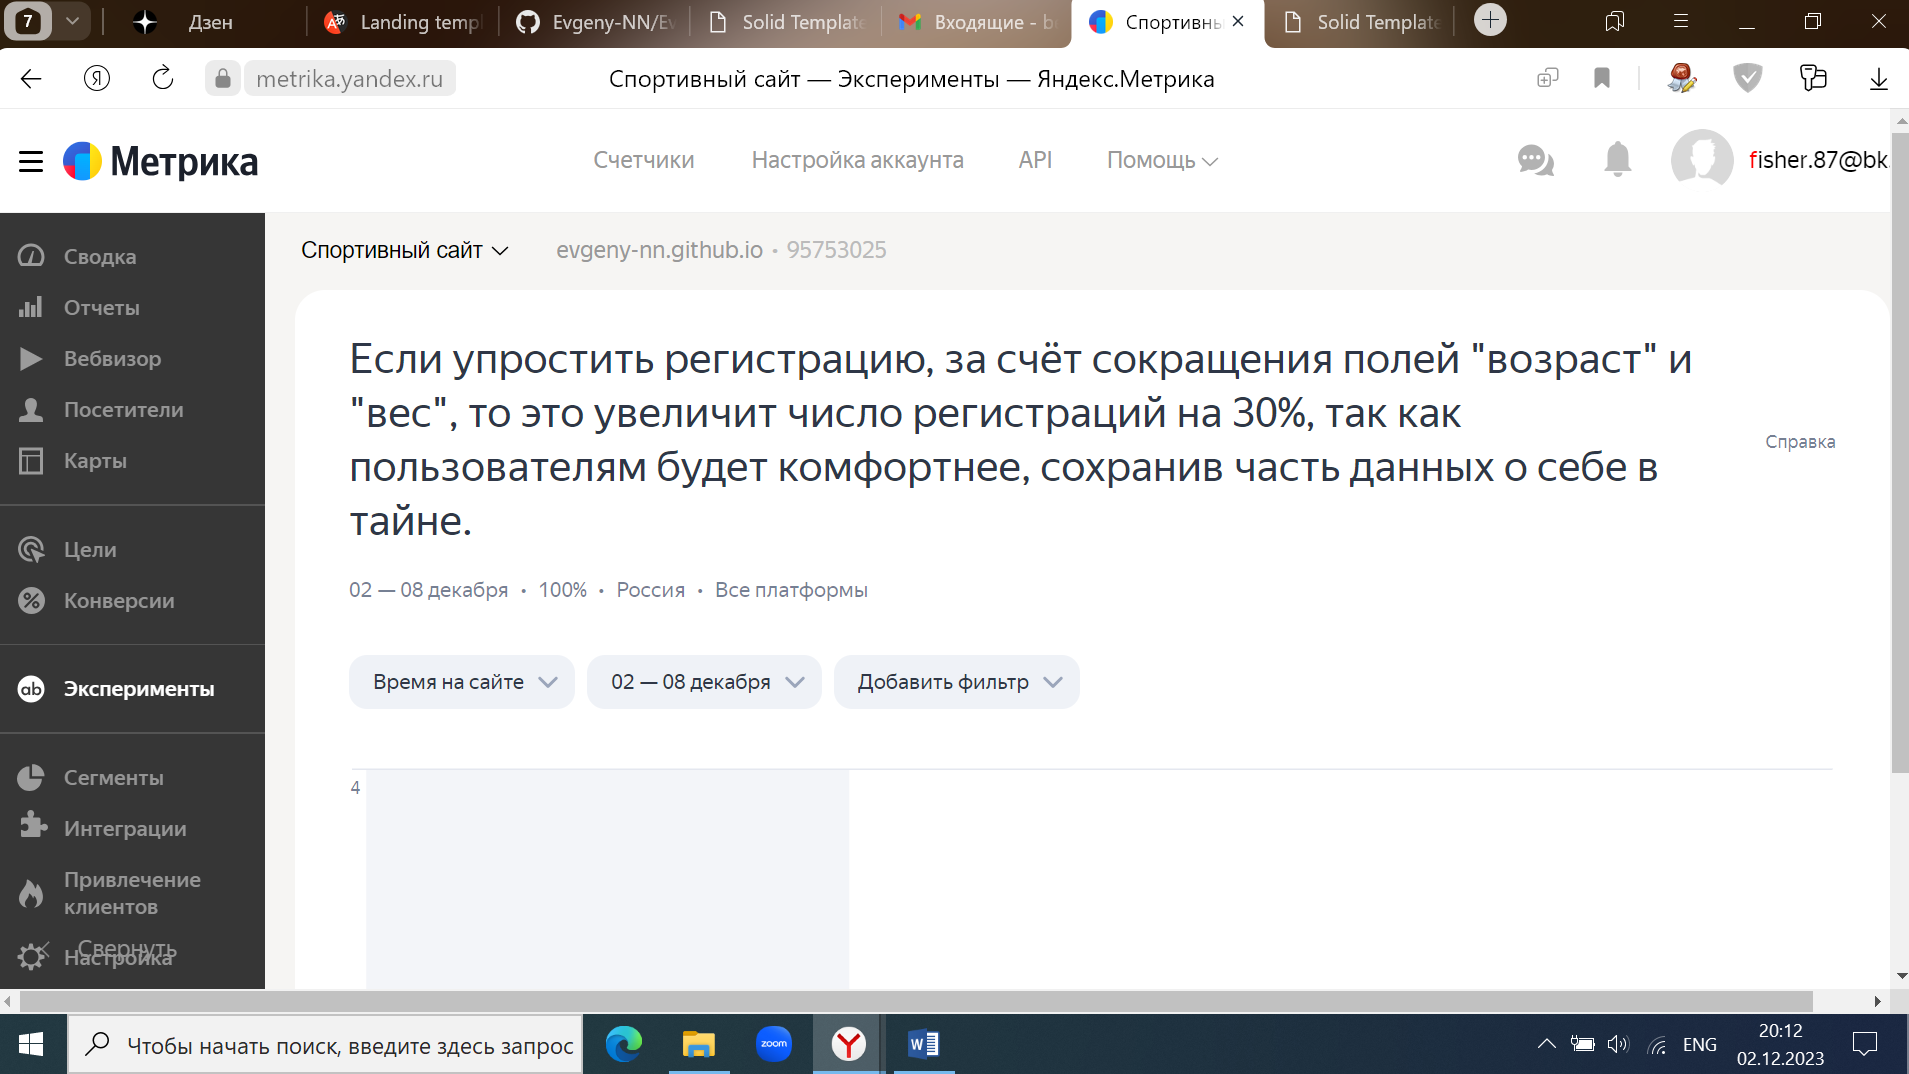 7
Дзен
Landing temp
Evgeny-NN/Ev
Solid Template
Входящие - b
Спортивны
Solid Template
metrika.yandex.ru
Спортивный сайт — Эксперименты — Яндекс.Метрика
Метрика
Счетчики
Настройка аккаунта
API
Помощь
fisher.87@bk
Сводка
Отчеты
Вебвизор
Посетители
Карты
Цели
Конверсии
ab
Эксперименты
Сегменты
Интеграции
Привлечение
клиентов
Свернуть
Настройка
Спортивный сайт
evgeny-nn.github.io • 95753025
Если упростить регистрацию, за счёт сокращения полей "возраст" и
"вес", то это увеличит число регистраций на 30%, так как
пользователям будет комфортнее, сохранив часть данных о себе в
тайне.
Справка
02 — 08 декабря • 100% • Россия • Все платформы
Время на сайте
02 — 08 декабря
Добавить фильтр
4
Чтобы начать поиск, введите здесь запрос
zoom
ENG
20:12
02.12.2023